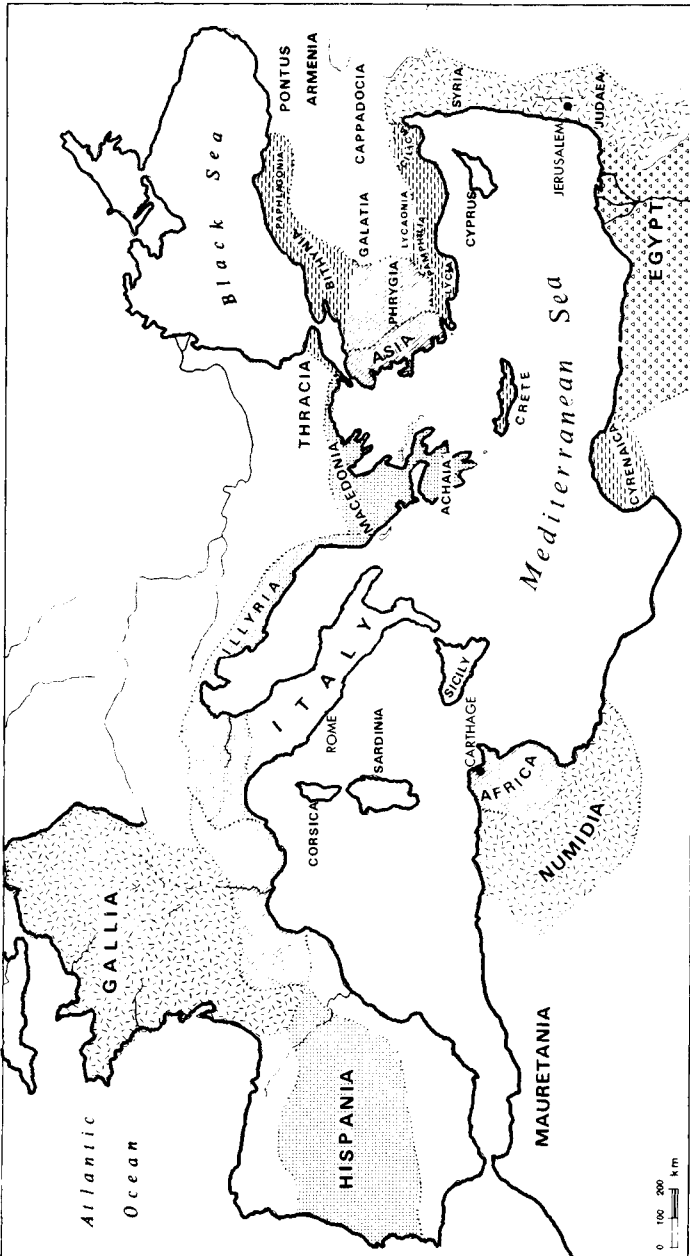 Atlantic
Ocean
GALLIA
HISPANIA
MAURETANIA
NUMIDIA
AFRICA
CARTHAGE
CORSICA
SARDINIA
ROME
ITALY
SICILY
ILLYRIA
MACEDONIA
THRACIA
ACHAIA
CRETE
Mediterranean Sea
CYRENAICA
EGYPT
Black Sea
BITHYNIA
PAPHLAGONIA
PONTUS
ARMENIA
ASIA
PHRYGIA
GALATIA
CAPPADOCIA
LYCAONIA
PAMPHILIA
LYCIA
CYPRUS
SYRIA
JERUSALEM
JUDAEA
0 100 200
km